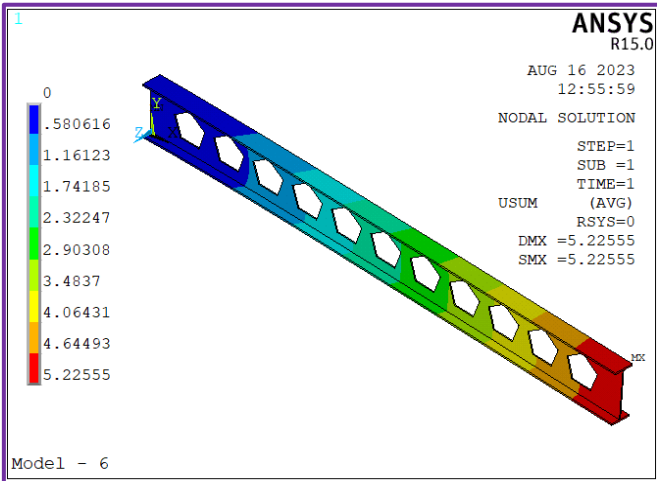 1
ANSYS
R15.0
AUG 16 2023
12:55:59
NODAL SOLUTION
STEP=1
SUB =1
TIME=1
USUM (AVG)
RSYS=0
DMX =5.22555
SMX =5.22555
0
.580616
1.16123
1.74185
2.32247
2.90308
3.4837
4.06431
4.64493
5.22555
Y
Z X
MX
Model - 6